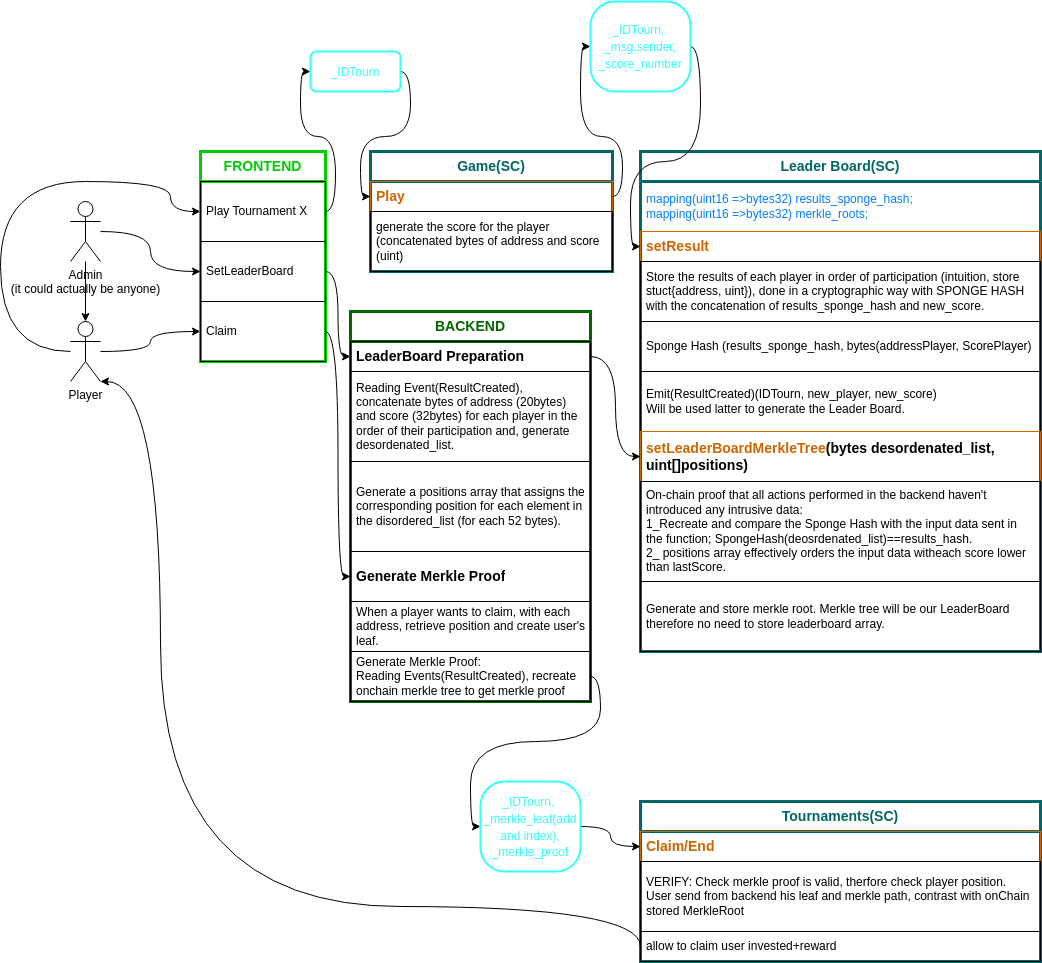 _IDTourn,
_msg.sender,
_score_number
_IDTourn
FRONTEND
Play Tournament X
SetLeaderBoard
Claim
Admin
(it could actually be anyone)
Player
Game(SC)
Play
generate the score for the player
(concatenated bytes of address and score
(uint)
Leader Board(SC)
mapping(uint16 =>bytes32) results_sponge_hash;
mapping(uint16 =>bytes32) merkle_roots;
setResult
Store the results of each player in order of participation (intuition, store
stuct{address, uint}), done in a cryptographic way with SPONGE HASH
with the concatenation of results_sponge_hash and new_score.
Sponge Hash (results_sponge_hash, bytes(addressPlayer, ScorePlayer)
Emit(ResultCreated)(IDTourn, new_player, new_score)
Will be used latter to generate the Leader Board.
setLeaderBoardMerkleTree(bytes desordenated_list,
uint[]positions)
On-chain proof that all actions performed in the backend haven't
introduced any intrusive data:
1_Recreate and compare the Sponge Hash with the input data sent in
the function; SpongeHash(deosrdenated_list)==results_hash.
2_ positions array effectively orders the input data witheach score lower
than lastScore.
Generate and store merkle root. Merkle tree will be our LeaderBoard
therefore no need to store leaderboard array.
BACKEND
LeaderBoard Preparation
Reading Event(ResultCreated),
concatenate bytes of address (20bytes)
and score (32bytes) for each player in the
order of their participation and, generate
desordenated_list.
Generate a positions array that assigns the
corresponding position for each element in
the disordered_list (for each 52 bytes).
Generate Merkle Proof
When a player wants to claim, with each
address, retrieve position and create user's
leaf.
Generate Merkle Proof:
Reading Events(ResultCreated), recreate
onchain merkle tree to get merkle proof
_IDTourn,
_merkle_leaf(add
and index),
_merkle_proof
Tournaments(SC)
Claim/End
VERIFY: Check merkle proof is valid, therfore check player position.
User send from backend his leaf and merkle path, contrast with onChain
stored MerkleRoot
allow to claim user invested+reward